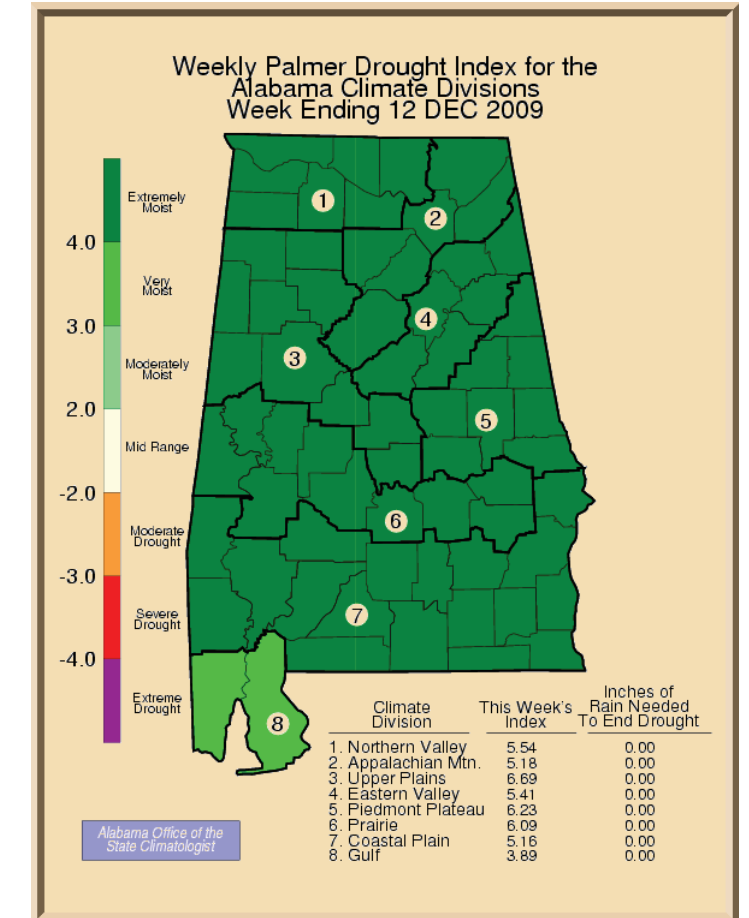 Weekly Palmer Drought Index for the
Alabama Climate Divisions
Week Ending 12 DEC 2009
Extremely
Moist
4.0
Very
Moist
3.0
Moderately
Moist
2.0
Mid Range
-2.0
Moderate
Drought
-3.0
Severe
Drought
-4.0
Extreme
Drought
1
2
3
4
5
6
7
8
Climate Division This Week's Index Inches of Rain Needed To End Drought
1. Northern Valley 5.54 0.00
2. Appalachian Mtn. 5.18 0.00
3. Upper Plains 6.69 0.00
4. Eastern Valley 5.41 0.00
5. Piedmont Plateau 6.23 0.00
6. Prairie 6.09 0.00
7. Coastal Plain 5.16 0.00
8. Gulf 3.89 0.00
Alabama Office of the
State Climatologist